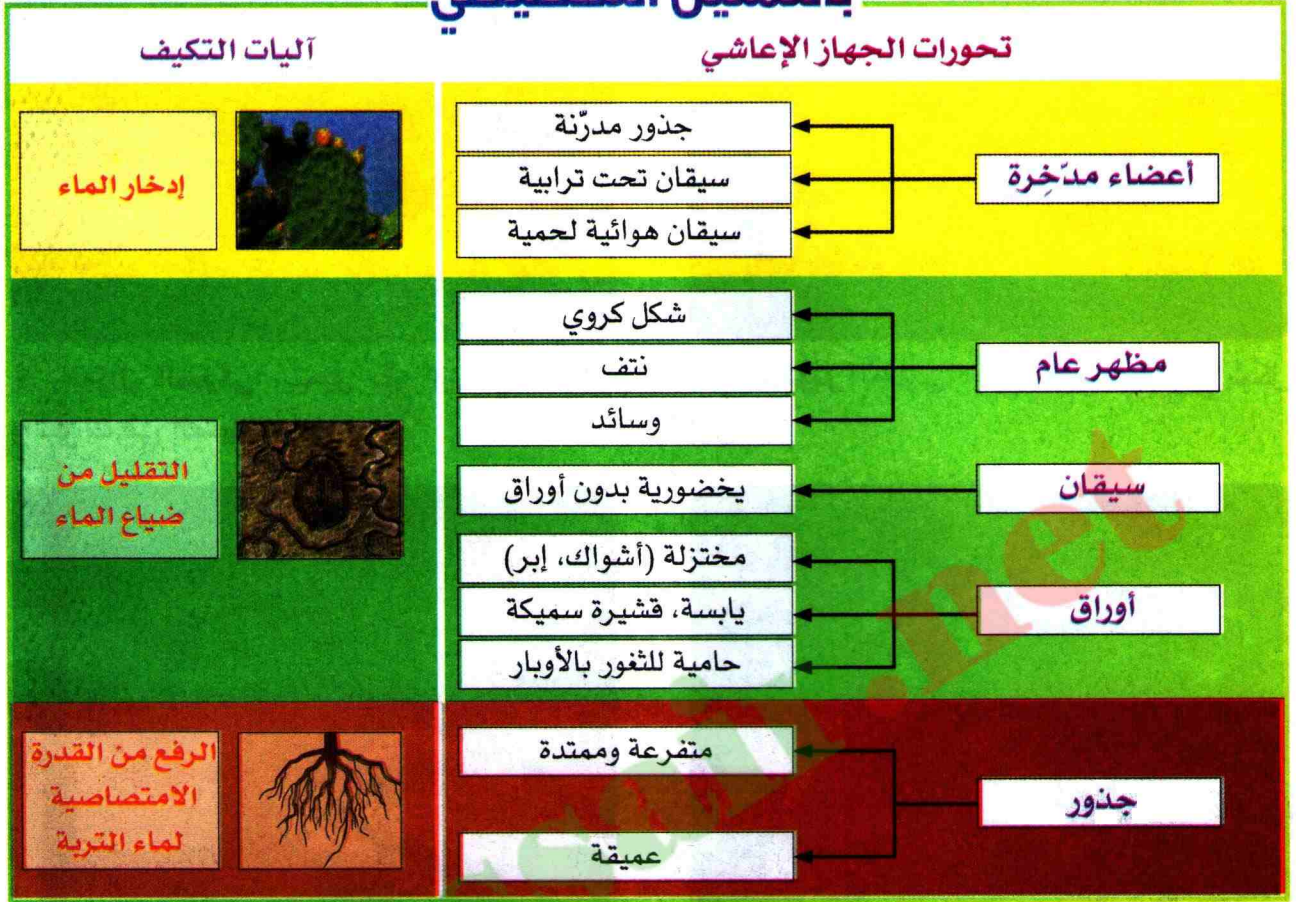 تحورات الجهاز الإعاشي
آليات التكيف
أعضاء مدّخِرة
جذور مدرّنة
سيقان تحت ترابية
سيقان هوائية لحمية
إدخار الماء
مظهر عام
شكل كروي
نتف
وسائد
سيقان
يخضورية بدون أوراق
أوراق
مختزلة (أشواك، إبر)
يابسة، قشيرة سميكة
حامية للثغور بالأوبار
التقليل من
ضياع الماء
جذور
متفرعة وممتدة
عميقة
الرفع من القدرة
الامتصاصية
لماء التربة